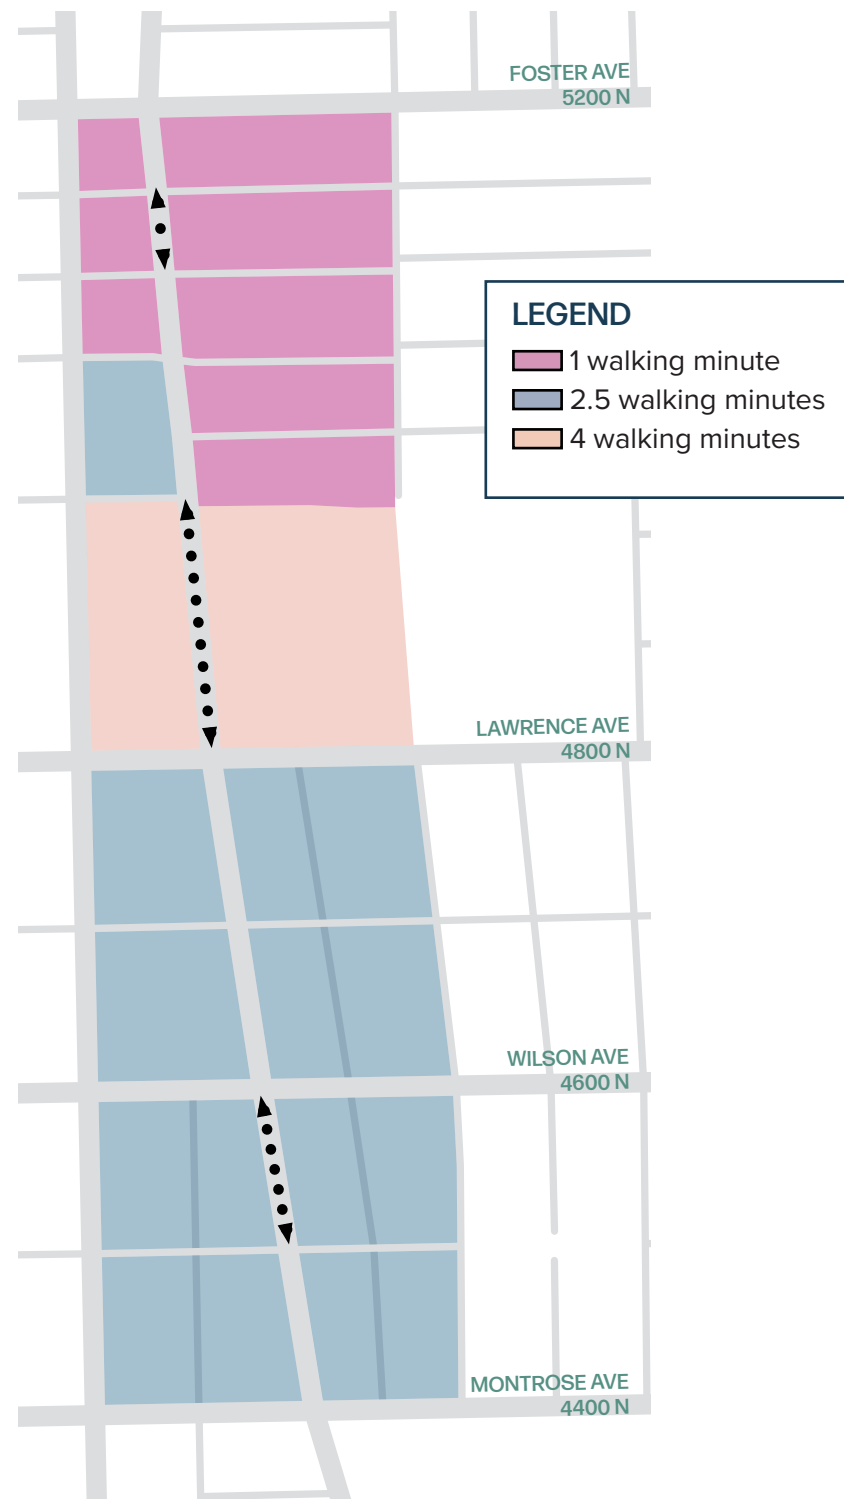 FOSTER AVE
5200 N
LEGEND
1 walking minute
2.5 walking minutes
4 walking minutes
LAWRENCE AVE
4800 N
WILSON AVE
4600 N
MONTROSE AVE
4400 N